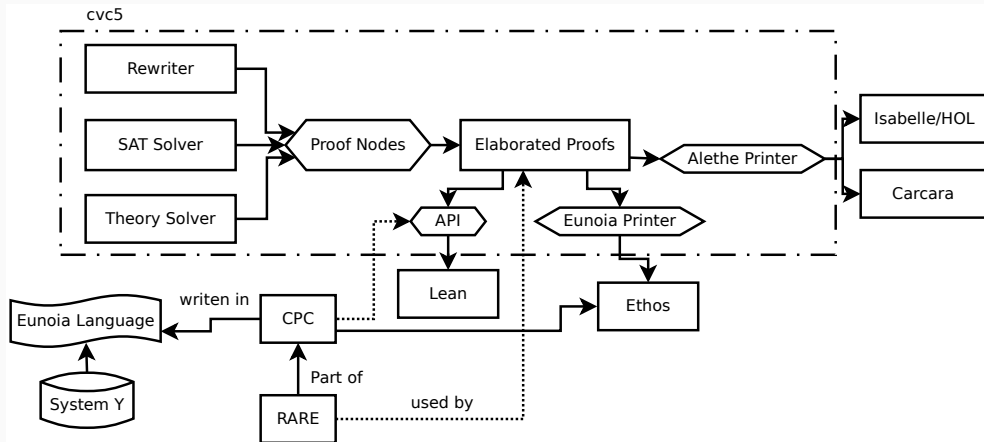 cvc5
Rewriter
SAT Solver
Theory Solver
Proof Nodes
Elaborated Proofs
Alethe Printer
Isabelle/HOL
Carcara
API
Eunoia Printer
Lean
Ethos
writen in
Eunoia Language
CPC
System Y
Part of
RARE
used by